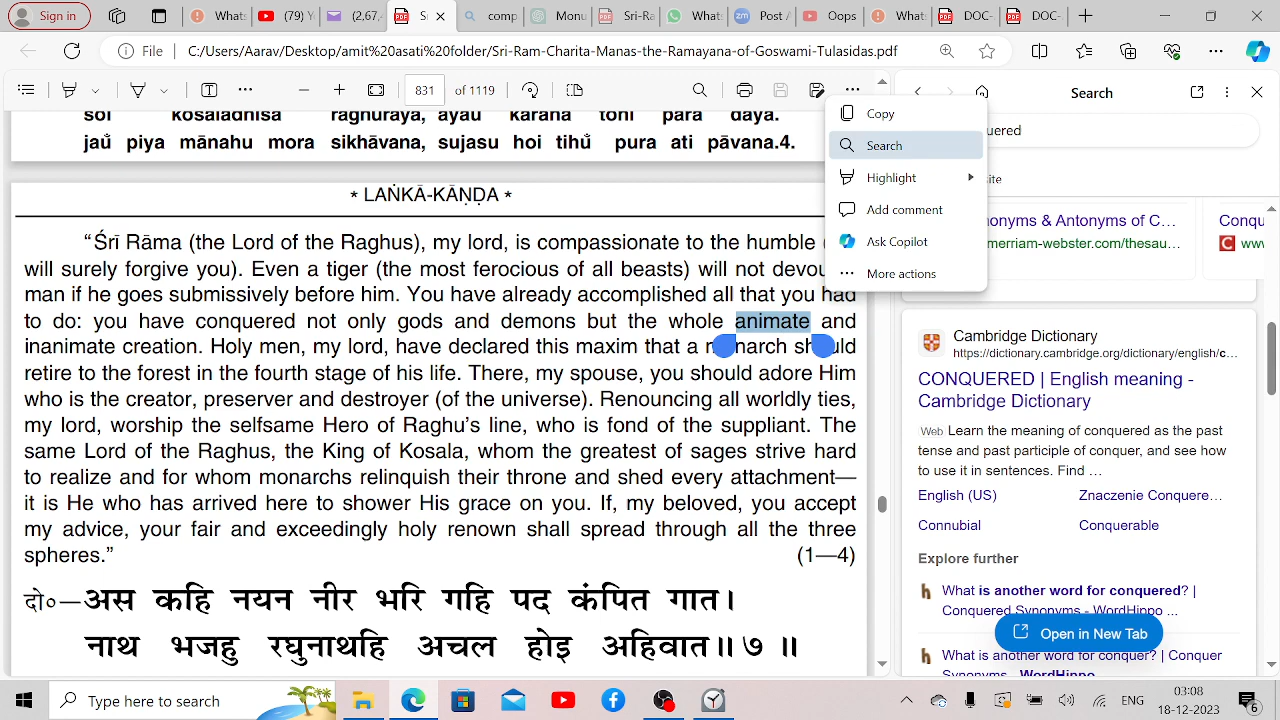 Sign in
Whats
(79) Y
(2,67
S
comp
Monu
Sri-Ra
What
Post /
Oops
Whats
DOC-
DOC-
File
C:/Users/Aarav/Desktop/amit%20asati%20folder/Sri-Ram-Charita-Manas-the-Ramayana-of-Goswami-Tulasidas.pdf
831 of 1119
Search
soi kosalādhīsā raghurāyā, āyau karana tohi para dāyā.
jaů piya mānahu mora sikhāvana, sujasu hoi tihů pura ati pāvana.4.
* LAṄKĀ-KĀṆḌA *
“Śrī Rāma (the Lord of the Raghus), my lord, is compassionate to the humble
will surely forgive you). Even a tiger (the most ferocious of all beasts) will not devou
man if he goes submissively before him. You have already accomplished all that you had
to do: you have conquered not only gods and demons but the whole animate and
inanimate creation. Holy men, my lord, have declared this maxim that a monarch should
retire to the forest in the fourth stage of his life. There, my spouse, you should adore Him
who is the creator, preserver and destroyer (of the universe). Renouncing all worldly ties,
my lord, worship the selfsame Hero of Raghu’s line, who is fond of the suppliant. The
same Lord of the Raghus, the King of Kosala, whom the greatest of sages strive hard
to realize and for whom monarchs relinquish their throne and shed every attachment—
it is He who has arrived here to shower His grace on you. If, my beloved, you accept
my advice, your fair and exceedingly holy renown shall spread through all the three
spheres.” (1—4)
दो०—अस कहि नयन नीर भरि गहि पद कंपित गात।
नाथ भजहु रघुनाथहि अचल होइ अहिवात॥ ७ ॥
Copy
Search
Highlight
Add comment
Ask Copilot
More actions
uered
ite
onyms & Antonyms of C...
merriam-webster.com/thesau...
Conqu
www
Cambridge Dictionary
https://dictionary.cambridge.org/dictionary/english/c...
CONQUERED | English meaning -
Cambridge Dictionary
Web Learn the meaning of conquered as the past
tense and past participle of conquer, and see how
to use it in sentences. Find ...
English (US) Znaczenie Conquere...
Connubial Conquerable
Explore further
What is another word for conquered? |
Conquered Synonyms - WordHippo ...
What is another word for conquer? | Conquer
Synonyms - WordHippo
Open in New Tab
Type here to search
ENG
03:08
18-12-2023
6